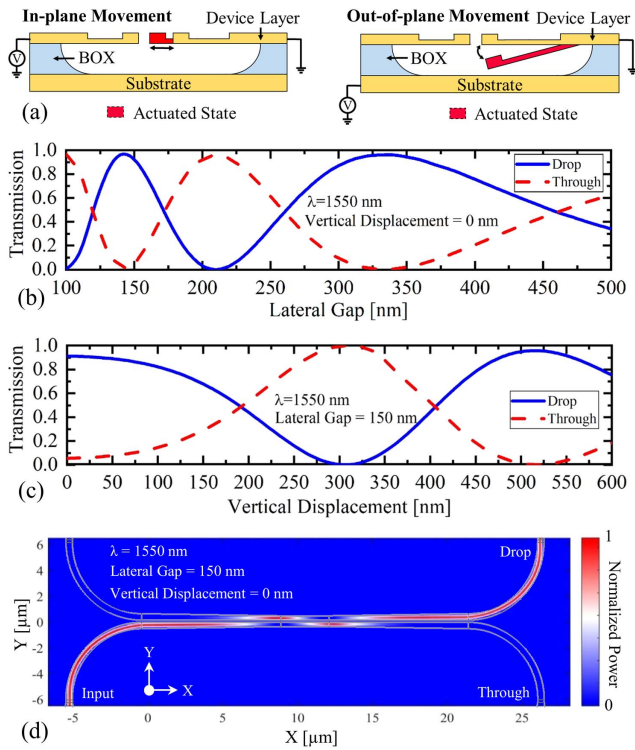 In-plane Movement
Device Layer
Out-of-plane Movement
Device Layer
V
BOX
Substrate
BOX
Substrate
V
(a)
Actuated State
Actuated State
1.0
0.8
0.6
0.4
0.2
0.0
Transmission
λ=1550 nm
Vertical Displacement = 0 nm
Drop
Through
100
150
200
250
300
350
400
450
500
(b)
Lateral Gap [nm]
1.0
0.8
0.6
0.4
0.2
0.0
Transmission
λ=1550 nm
Lateral Gap = 150 nm
Drop
Through
0
50
100
150
200
250
300
350
400
450
500
550
600
(c)
Vertical Displacement [nm]
6
4
2
0
-2
-4
-6
Y [μm]
λ = 1550 nm
Lateral Gap = 150 nm
Vertical Displacement = 0 nm
Drop
Y
X
Input
Through
1
0
Normalized Power
-5
0
5
10
15
20
25
(d)
X [μm]